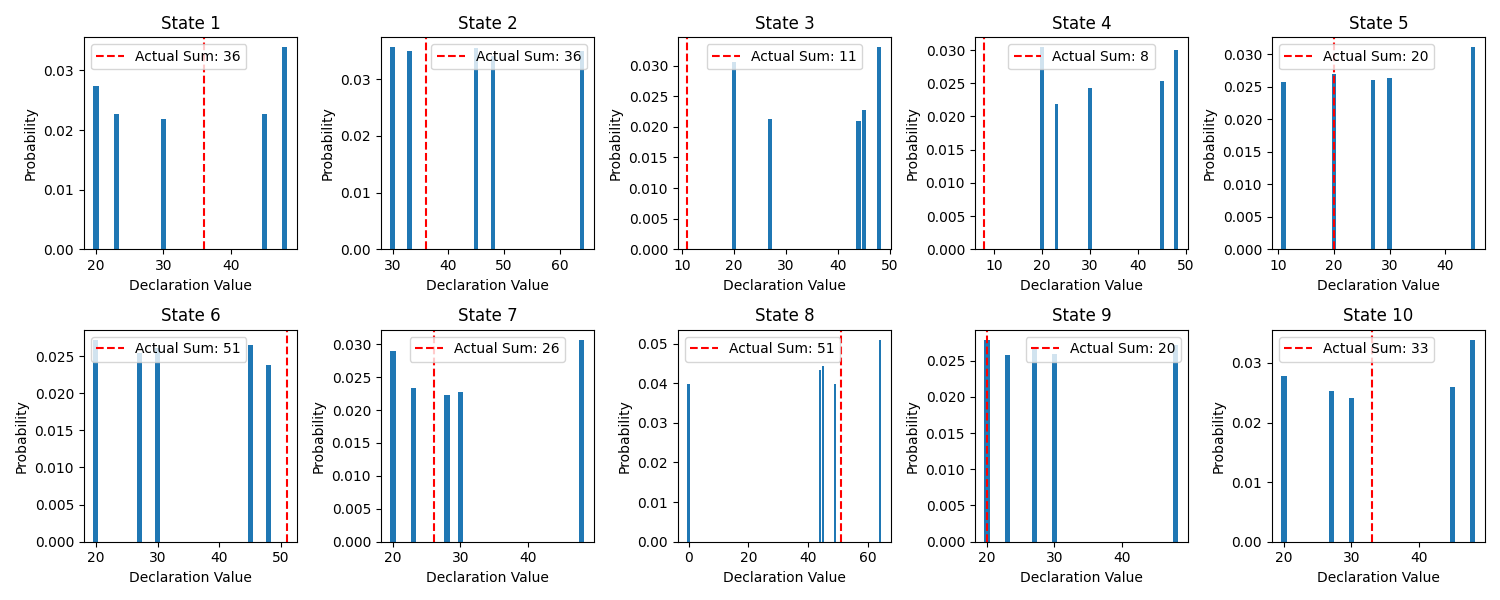 State 1
Actual Sum: 36
Probability
0.03
0.02
0.01
0.00
20 30 40
Declaration Value
State 2
Actual Sum: 36
Probability
0.03
0.02
0.01
0.00
30 40 50 60
Declaration Value
State 3
Actual Sum: 11
Probability
0.030
0.025
0.020
0.015
0.010
0.005
0.000
10 20 30 40 50
Declaration Value
State 4
Actual Sum: 8
Probability
0.030
0.025
0.020
0.015
0.010
0.005
0.000
10 20 30 40 50
Declaration Value
State 5
Actual Sum: 20
Probability
0.030
0.025
0.020
0.015
0.010
0.005
0.000
10 20 30 40
Declaration Value
State 6
Actual Sum: 51
Probability
0.025
0.020
0.015
0.010
0.005
0.000
20 30 40 50
Declaration Value
State 7
Actual Sum: 26
Probability
0.030
0.025
0.020
0.015
0.010
0.005
0.000
20 30 40
Declaration Value
State 8
Actual Sum: 51
Probability
0.05
0.04
0.03
0.02
0.01
0.00
0 20 40 60
Declaration Value
State 9
Actual Sum: 20
Probability
0.025
0.020
0.015
0.010
0.005
0.000
20 30 40
Declaration Value
State 10
Actual Sum: 33
Probability
0.03
0.02
0.01
0.00
20 30 40
Declaration Value